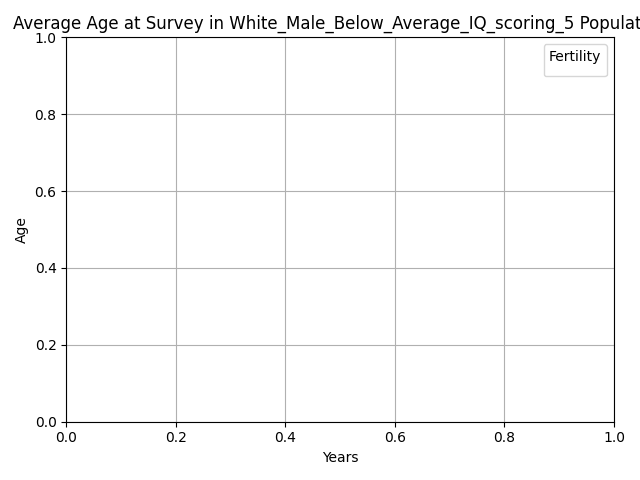 Average Age at Survey in White_Male_Below_Average_IQ_scoring_5 Populat
Fertility
1.0
0.8
0.6
0.4
0.2
0.0
Age
0.0 0.2 0.4 0.6 0.8 1.0
Years